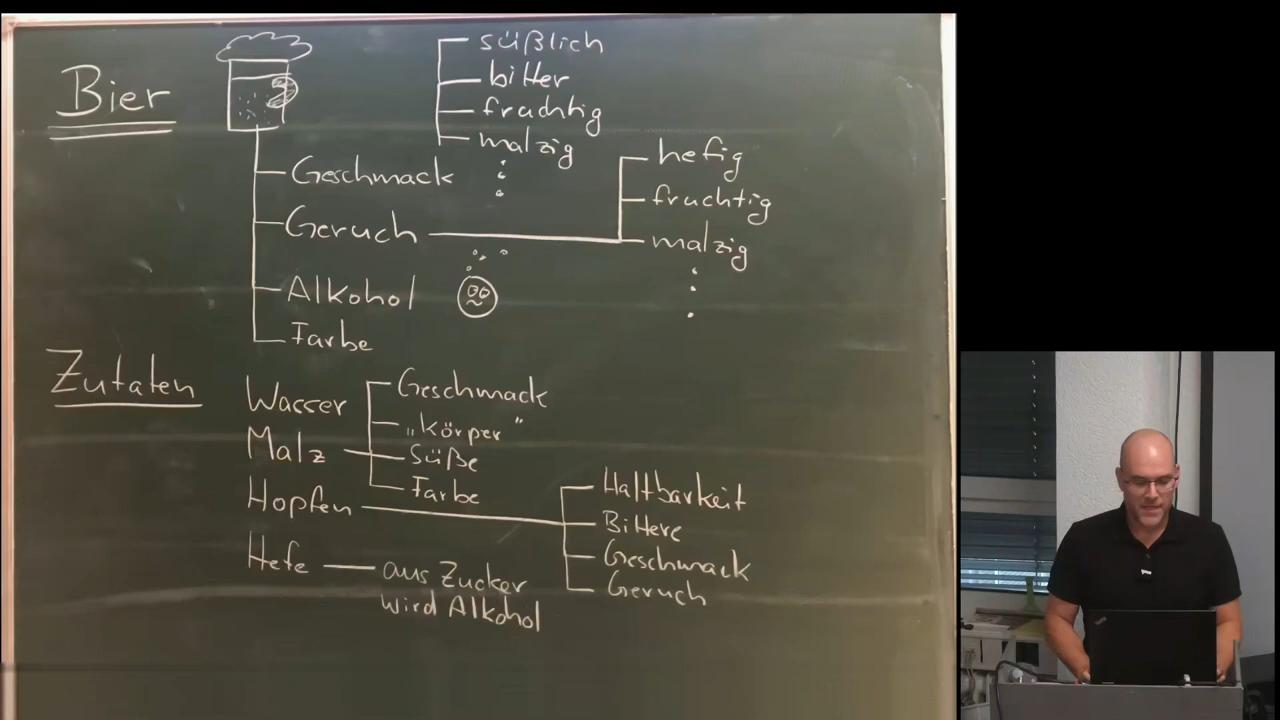 Bier
süßlich
bitter
fruchtig
malzig
Geschmack
Geruch
hefig
fruchtig
malzig
Alkohol
Farbe
Zutaten
Wasser
Malz
Geschmack
„Körper"
Süße
Farbe
Hopfen
Haltbarkeit
Bittere
Geschmack
Geruch
Hefe
aus Zucker
wird Alkohol